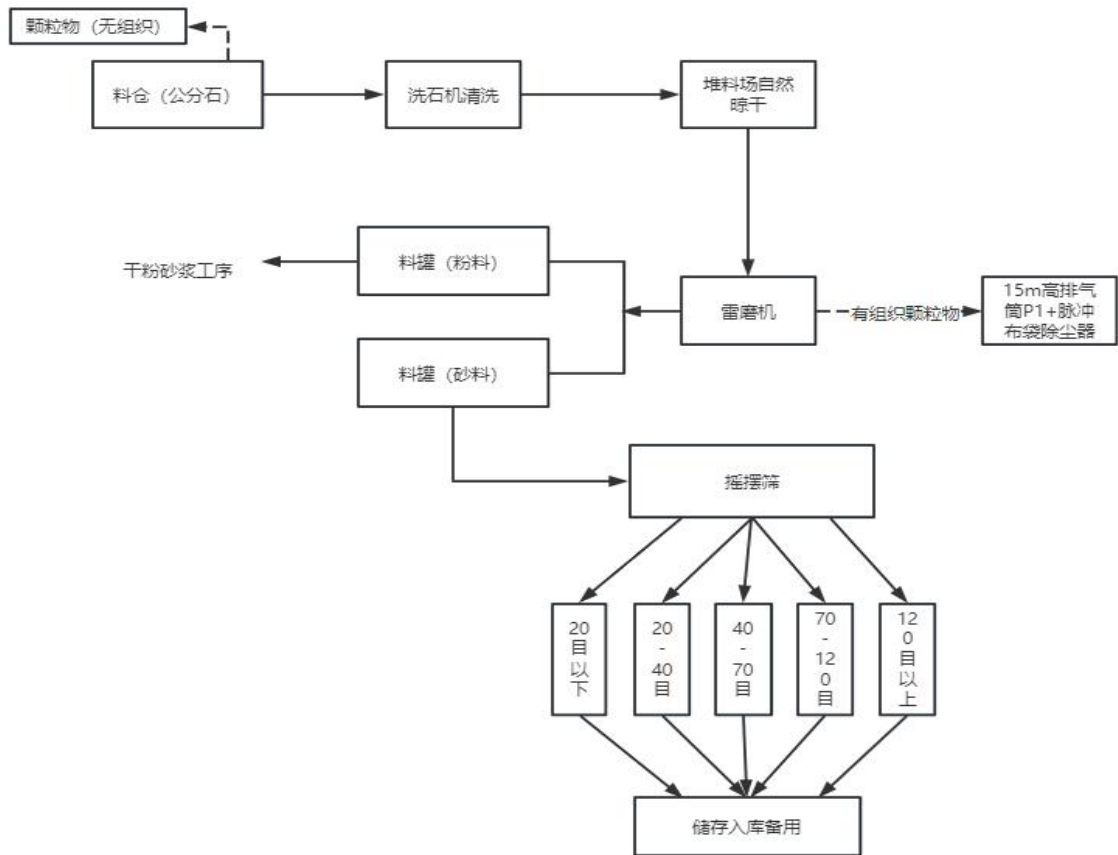 颗粒物（无组织）
料仓（公分石）
洗石机清洗
堆料场自然
晾干
料罐（粉料）
干粉砂浆工序
雷磨机
有组织颗粒物
15m高排气
筒P1+脉冲
布袋除尘器
料罐（砂料）
摇摆筛
20
目
以
下
20
-
40
目
40
-
70
目
70
-
120
目
12
0目
以
上
储存入库备用